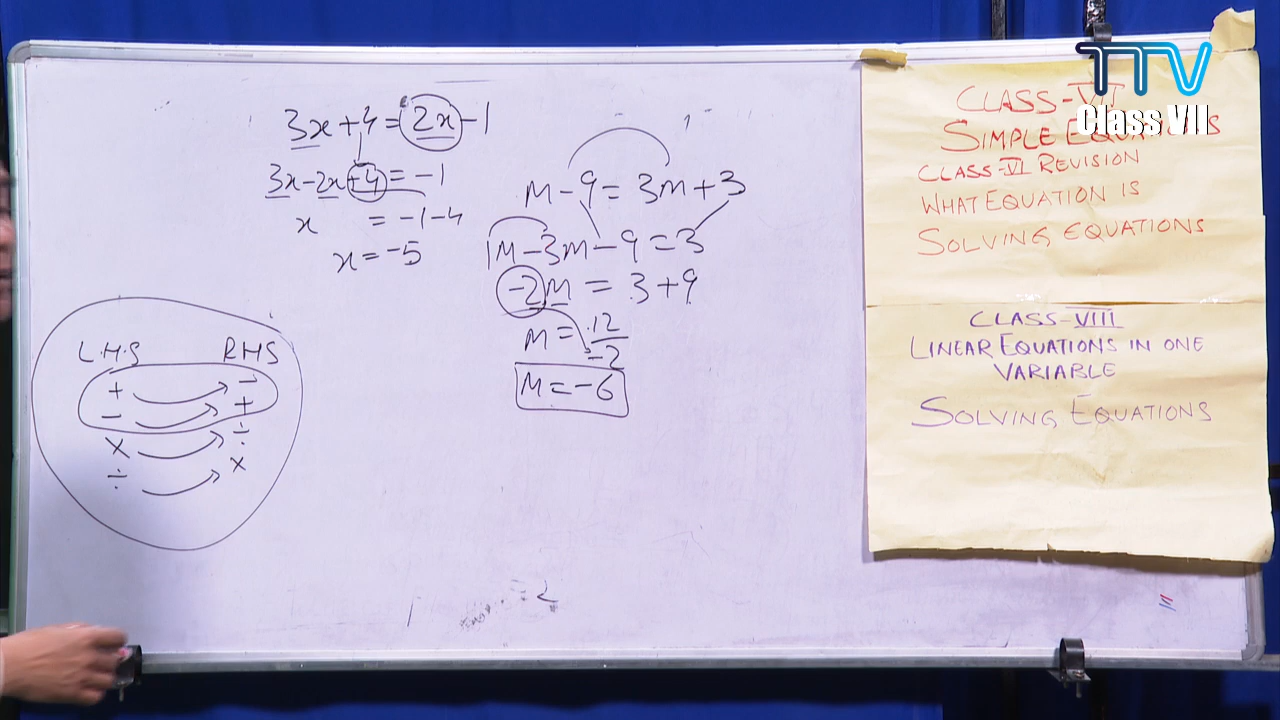 3x+4=2x-1
3x-2x+4=-1
x =-1-4
x=-5
M-9=3M+3
1M-3M-9=3
-2M=3+9
M=12/-2
M=-6
L.H.S RHS
+ -
- +
× ÷
÷ ×
=2
TTV
Class VII
CLASS-VII
SIMPLE EQUATIONS
CLASS-VI REVISION
WHAT EQUATION IS
SOLVING EQUATIONS
CLASS-VIII
LINEAR EQUATIONS IN ONE
VARIABLE
SOLVING EQUATIONS